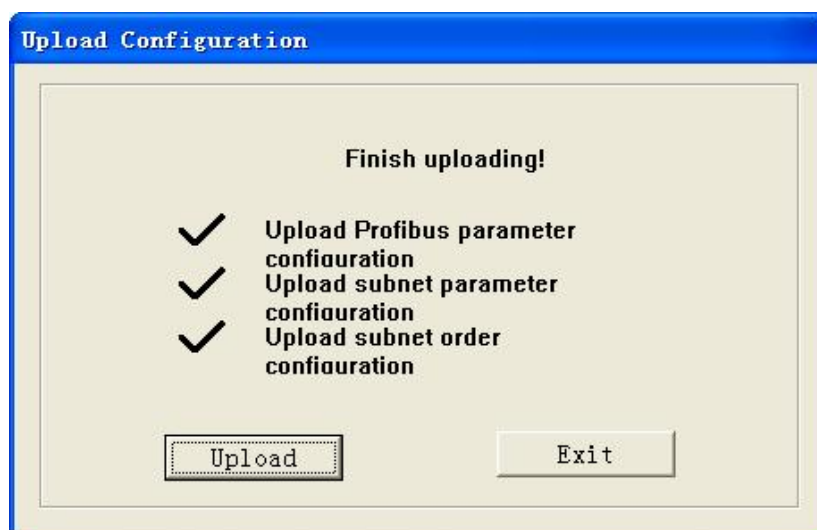 Upload Configuration
Finish uploading!
Upload Profibus parameter
configuration
Upload subnet parameter
configuration
Upload subnet order
configuration
Upload
Exit